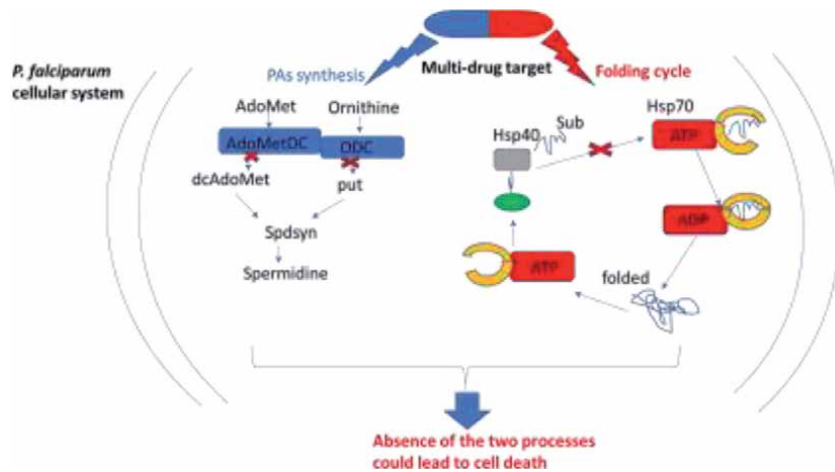 P. falciparum
cellular system
PAs synthesis
Multi-drug target
Folding cycle
AdoMet
Ornithine
AdoMetDC
ODC
dcAdoMet
put
Spdsyn
Spermidine
Hsp40
Sub
Hsp70
ATP
ADP
ATP
folded
Absence of the two processes
could lead to cell death